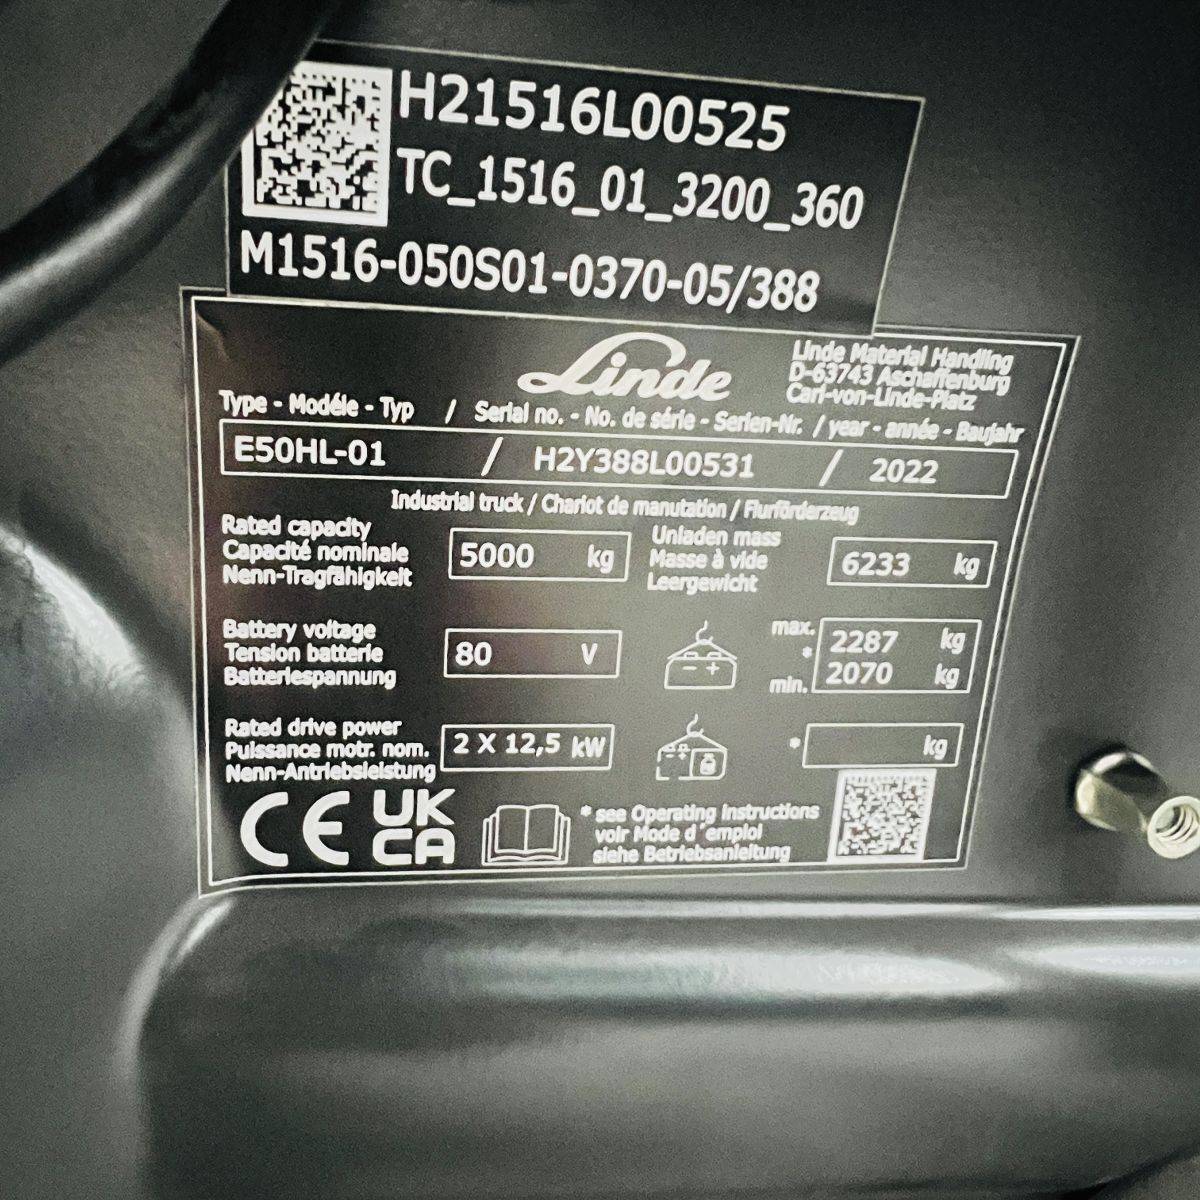 H21516L00525
TC_1516_01_3200_360
M1516-050S01-0370-05/388
Linde
Linde Material Handling
D-63743 Aschaffenburg
Carl-von-Linde-Platz
Type - Modéle - Typ / Serial no. - No. de série - Serien-Nr. / year - année - Baujahr
E50HL-01 / H2Y388L00531 / 2022
Industrial truck / Chariot de manutation / Flurförderzeug
Rated capacity
Capacité nominale
Nenn-Tragfähigkeit
5000 kg
Unladen mass
Masse à vide
Leergewicht
6233 kg
Battery voltage
Tension batterie
Batteriespannung
80 V
- +
max. 2287 kg
*
min. 2070 kg
Rated drive power
Puissance motr. nom.
Nenn-Antriebsleistung
2 X 12,5 kW
- +
* kg
CE
UK
CA
* see Operating instructions
voir Mode d´emploi
siehe Betriebsanleitung